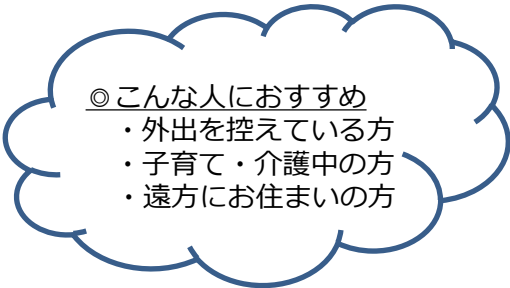 ◎こんな人におすすめ
・外出を控えている方
・子育て・介護中の方
・遠方にお住まいの方